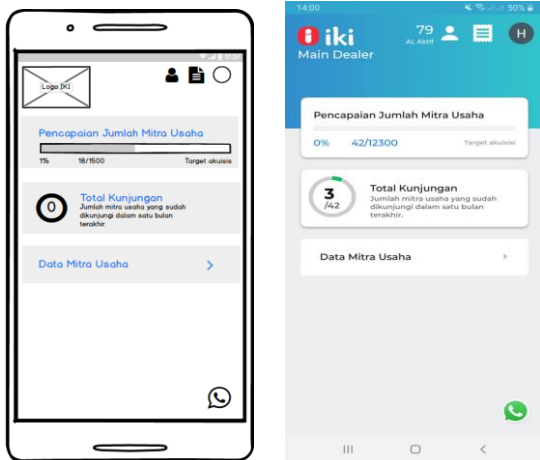 Logo IKI
Pencapaian Jumlah Mitra Usaha
1% 18/1500 Target akuisis
0
Total Kunjungan
Jumlah mitra usaha yang sudah
dikunjungi dalam satu bulan
terakhir.
Data Mitra Usaha
14:00 50%
iki
Main Dealer
79
AL Aktif
H
Pencapaian Jumlah Mitra Usaha
0% 42/12300 Target akuisisi
3
/42
Total Kunjungan
Jumlah mitra usaha yang sudah
dikunjungi dalam satu bulan
terakhir.
Data Mitra Usaha